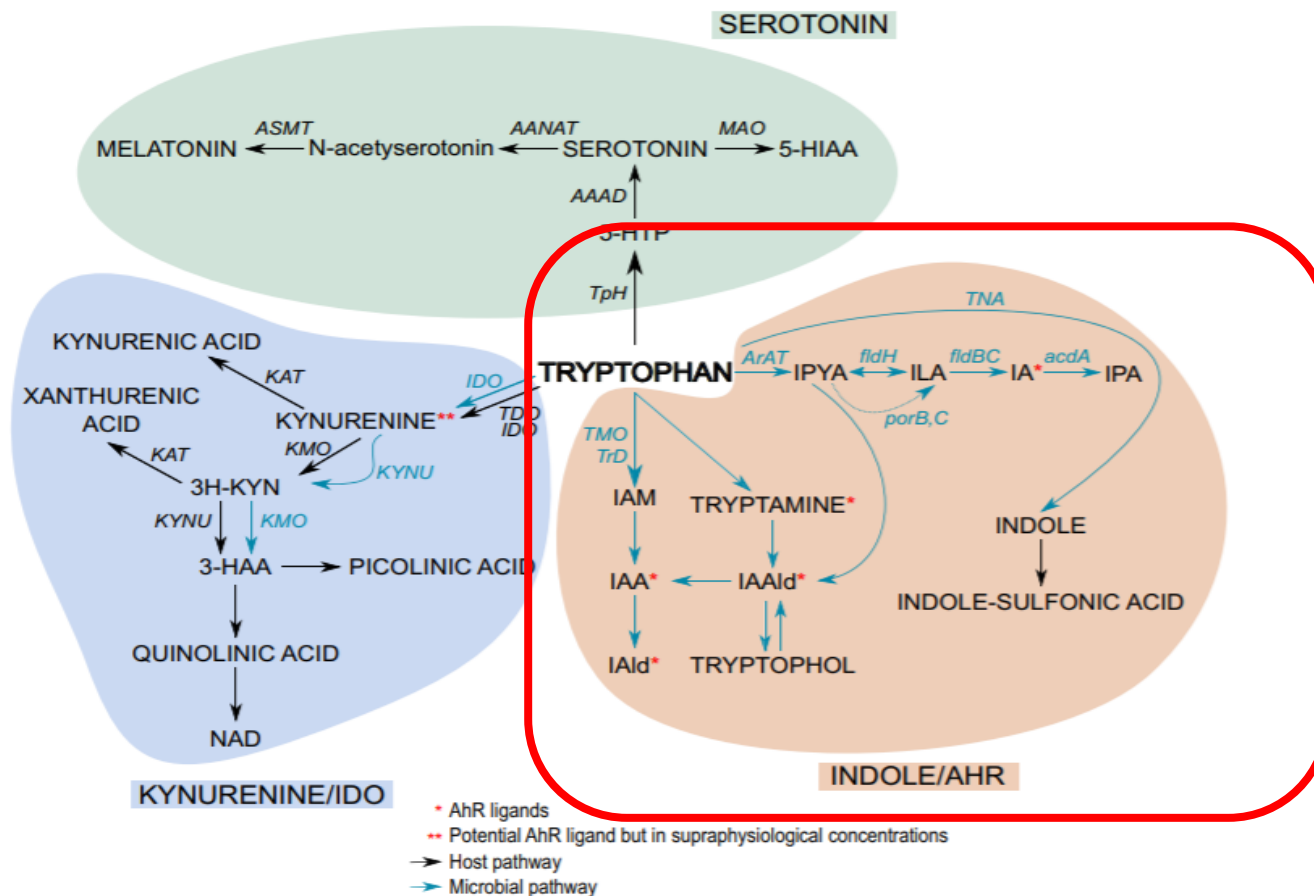 SEROTONIN
ASMT
AANAT
MAO
MELATONIN
N-acetyserotonin
SEROTONIN
5-HIAA
AAAD
5-HTP
TpH
TNA
KYNURENIC ACID
TRYPTOPHAN
ArAT
IPYA
fldH
ILA
fldBC
IA*
acdA
IPA
IDO
KAT
XANTHURENIC
ACID
KYNURENINE**
TDO
IDO
porB,C
KMO
TMO
TrD
KAT
KYNU
3H-KYN
IAM
TRYPTAMINE*
KYNU
KMO
INDOLE
3-HAA
PICOLINIC ACID
IAA*
IAAld*
INDOLE-SULFONIC ACID
QUINOLINIC ACID
IAld*
TRYPTOPHOL
NAD
KYNURENINE/IDO
INDOLE/AHR
* AhR ligands
** Potential AhR ligand but in supraphysiological concentrations
Host pathway
Microbial pathway